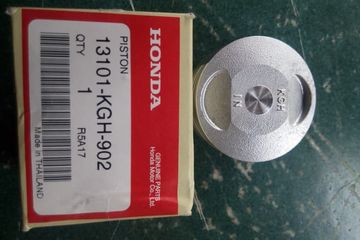 HONDA
GENUINE PARTS
Honda Motor Co., Ltd.
13101-KGH-902
PISTON
QTY 1
R5A17
Made in THAILAND
KGH
IN